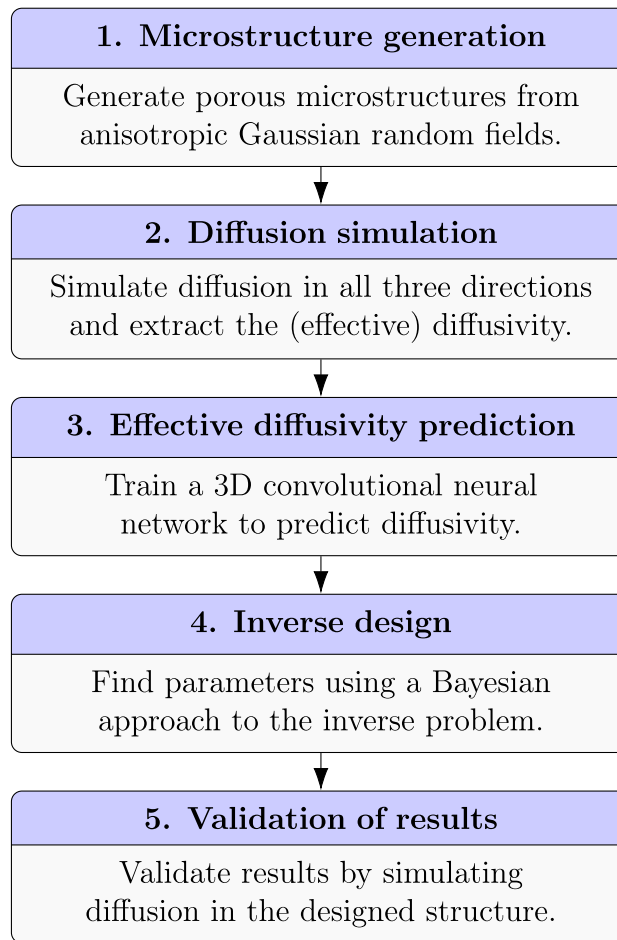 1. Microstructure generation
Generate porous microstructures from
anisotropic Gaussian random fields.
2. Diffusion simulation
Simulate diffusion in all three directions
and extract the (effective) diffusivity.
3. Effective diffusivity prediction
Train a 3D convolutional neural
network to predict diffusivity.
4. Inverse design
Find parameters using a Bayesian
approach to the inverse problem.
5. Validation of results
Validate results by simulating
diffusion in the designed structure.